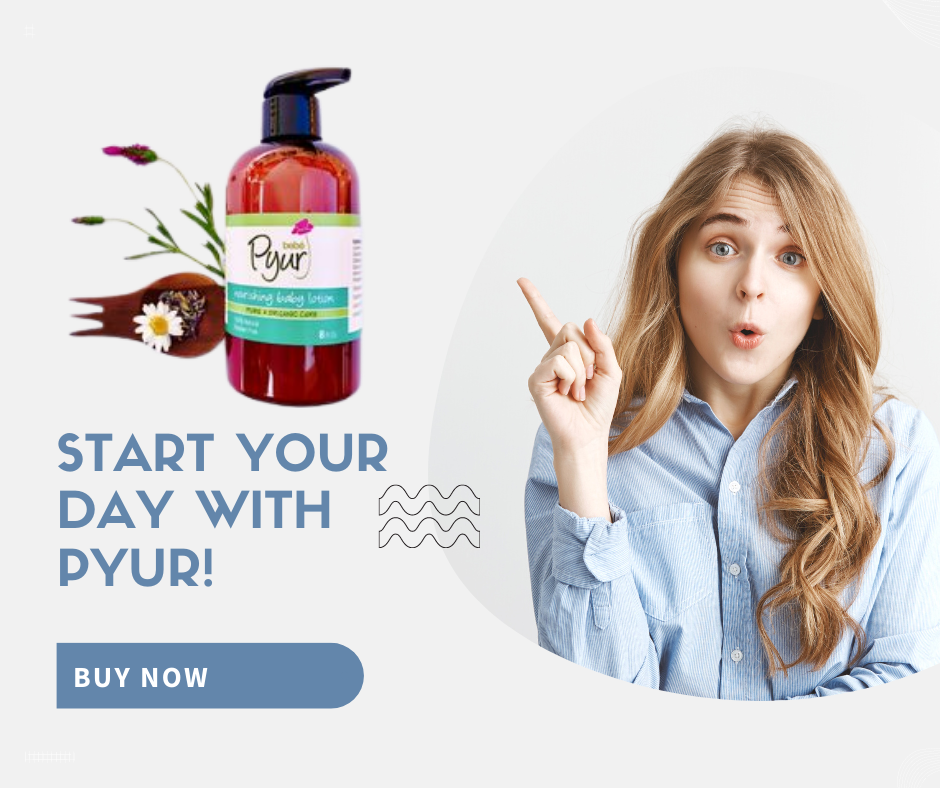 bebé
Pyur
nourishing baby lotion
PURE & ORGANIC CARE
START YOUR
DAY WITH
PYUR!
BUY NOW